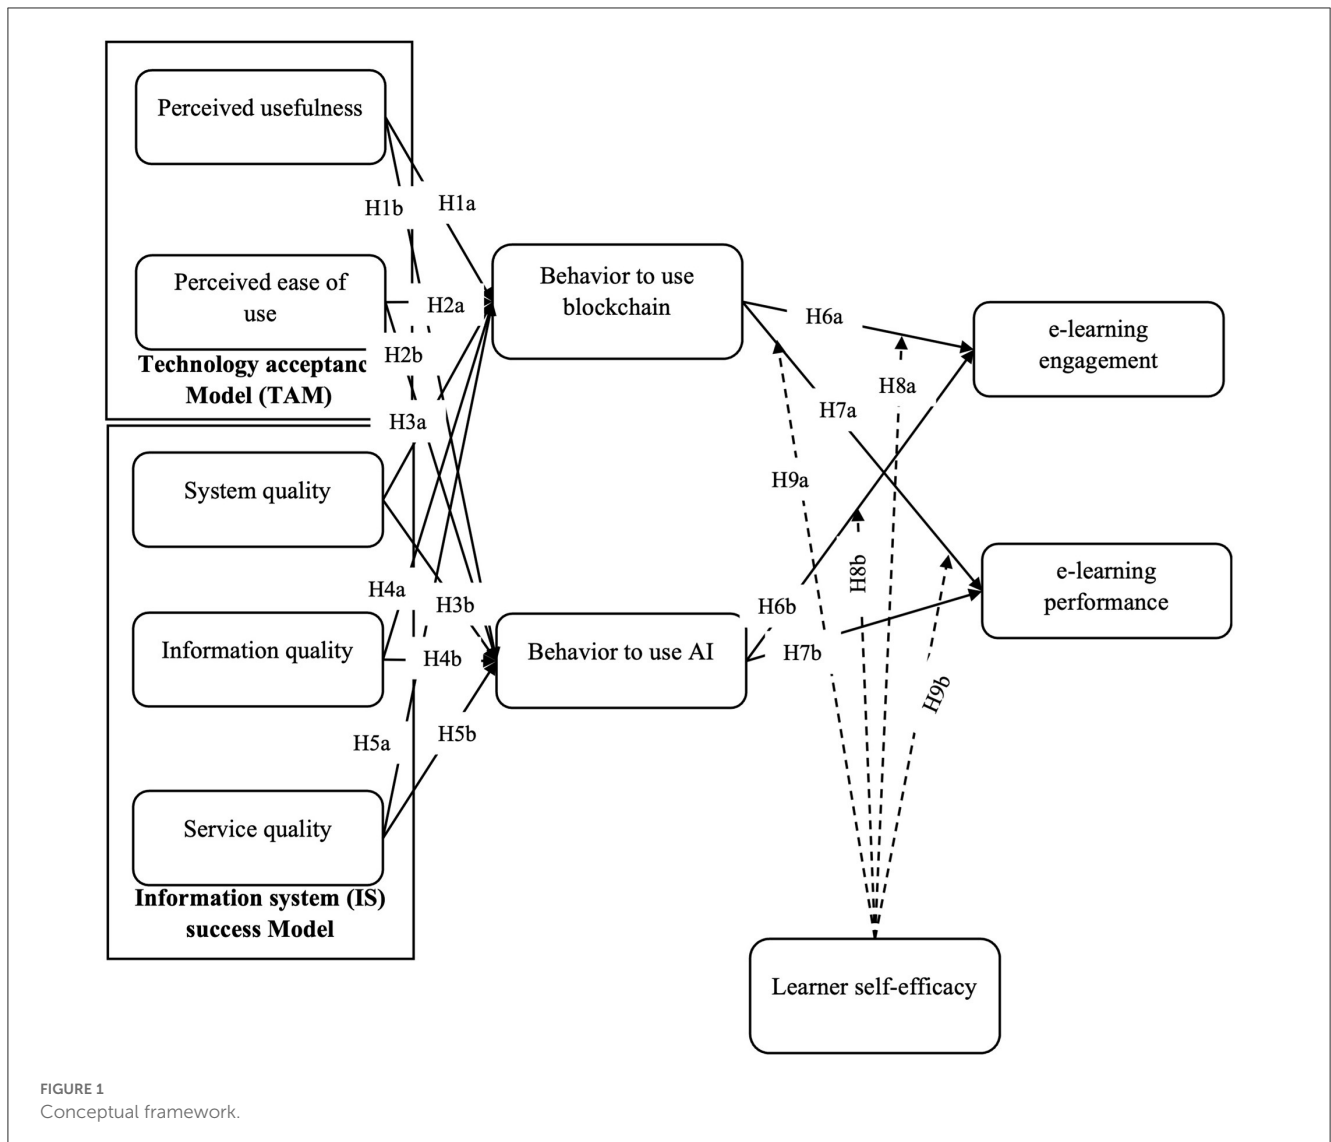 Perceived usefulness
H1b
H1a
Perceived ease of
use
H2a
H2b
Technology acceptanc
Model (TAM)
H3a
System quality
H4a
H3b
Information quality
H4b
H5a
H5b
Service quality
Information system (IS)
success Model
Behavior to use
blockchain
Behavior to use AI
H6a
H8a
H7a
H9a
H8b
H6b
H7b
H9b
e-learning
engagement
e-learning
performance
Learner self-efficacy
FIGURE 1
Conceptual framework.